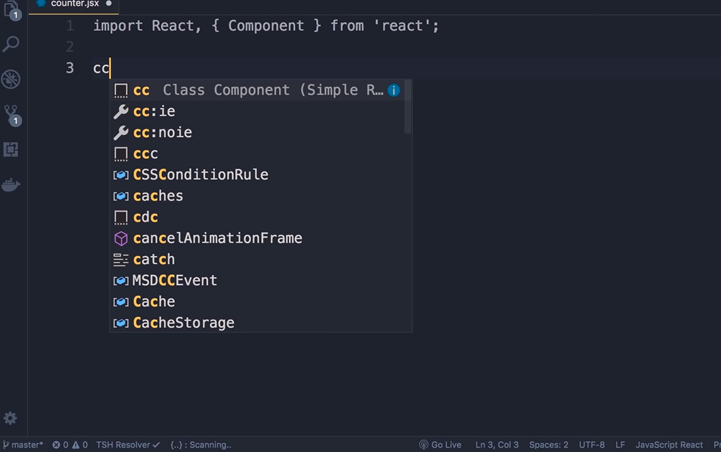 counter.jsx
1
1 import React, { Component } from 'react';
2
3 cc
cc Class Component (Simple R…
cc:ie
cc:noie
ccc
CSSConditionRule
caches
cdc
cancelAnimationFrame
catch
MSDCCEvent
Cache
CacheStorage
1
master* 0 0 TSH Resolver ✓ {..} : Scanning.. Go Live Ln 3, Col 3 Spaces: 2 UTF-8 LF JavaScript React